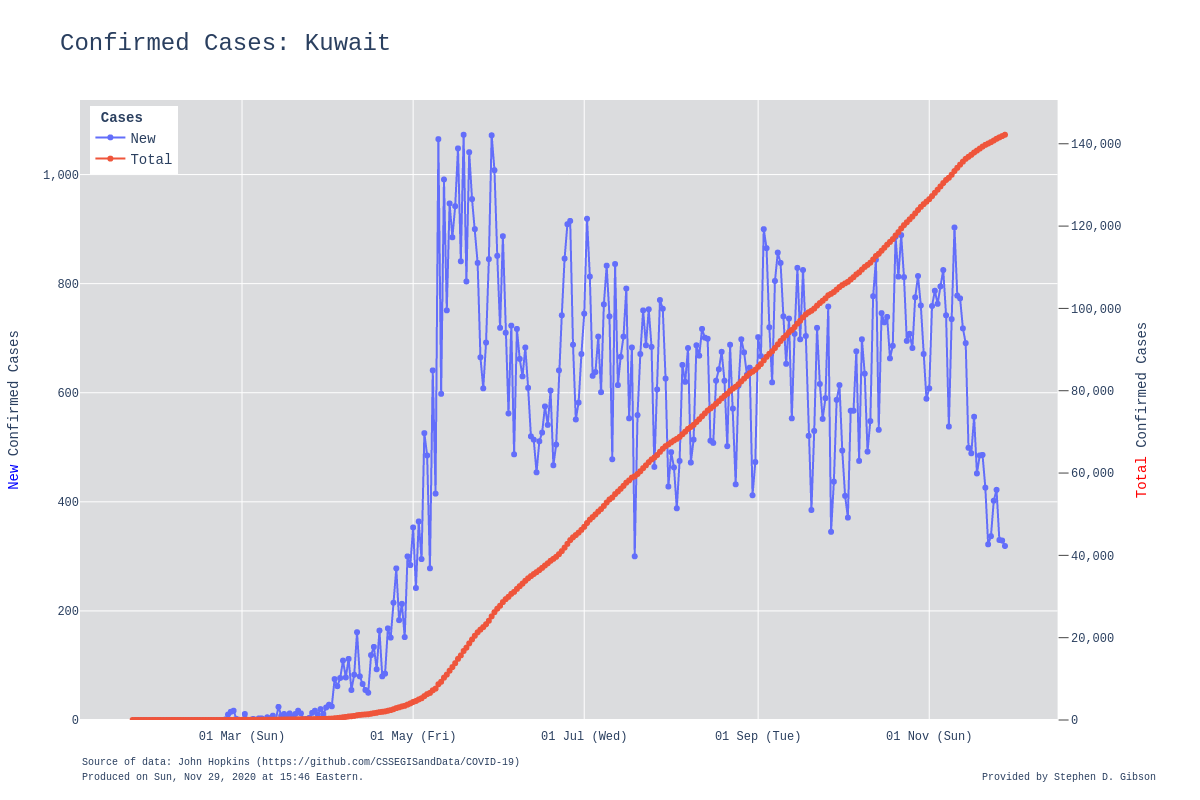 Confirmed Cases: Kuwait
Cases
New
Total
1,000
800
600
400
200
0
New Confirmed Cases
140,000
120,000
100,000
80,000
60,000
40,000
20,000
0
Total Confirmed Cases
01 Mar (Sun)
01 May (Fri)
01 Jul (Wed)
01 Sep (Tue)
01 Nov (Sun)
Source of data: John Hopkins (https://github.com/CSSEGISandData/COVID-19)
Produced on Sun, Nov 29, 2020 at 15:46 Eastern.
Provided by Stephen D. Gibson